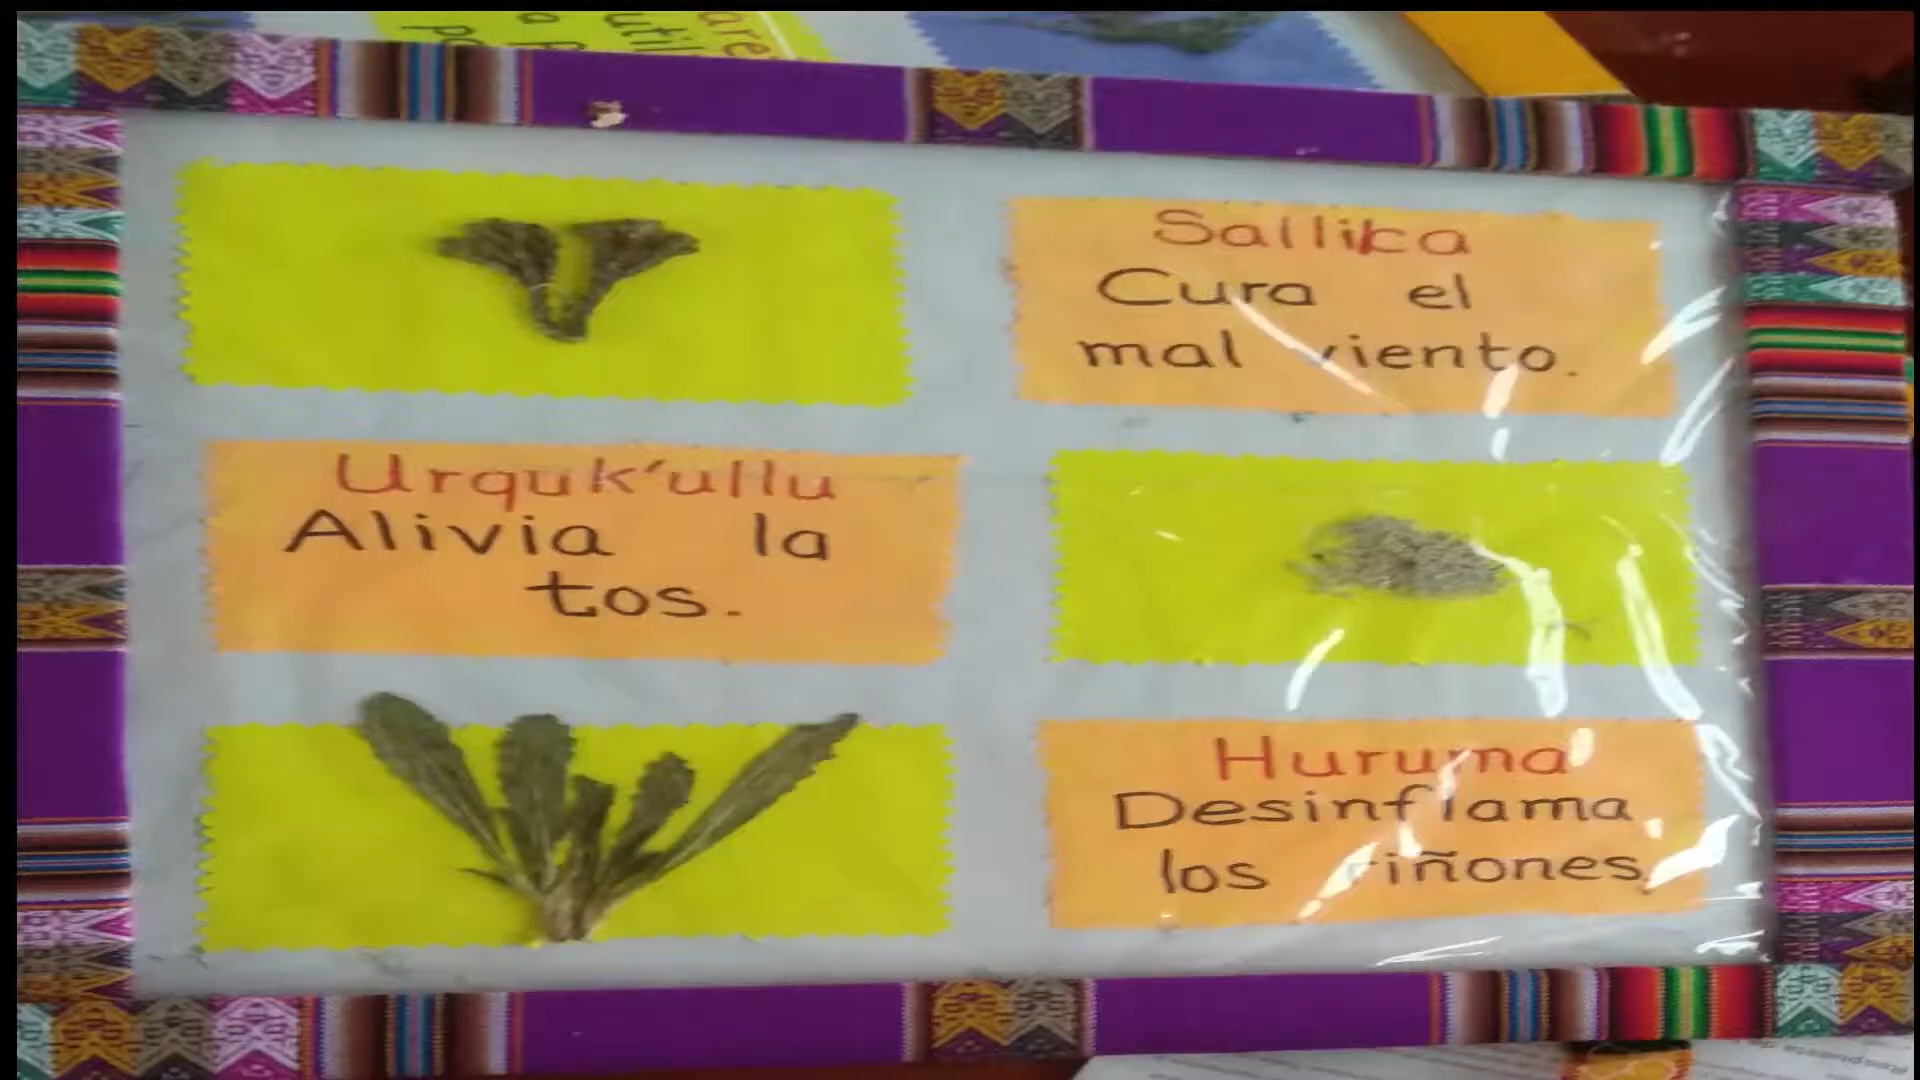 Sallika
Cura el
mal viento.
Urquk'ullu
Alivia la
tos.
Huruma
Desinflama
los riñones